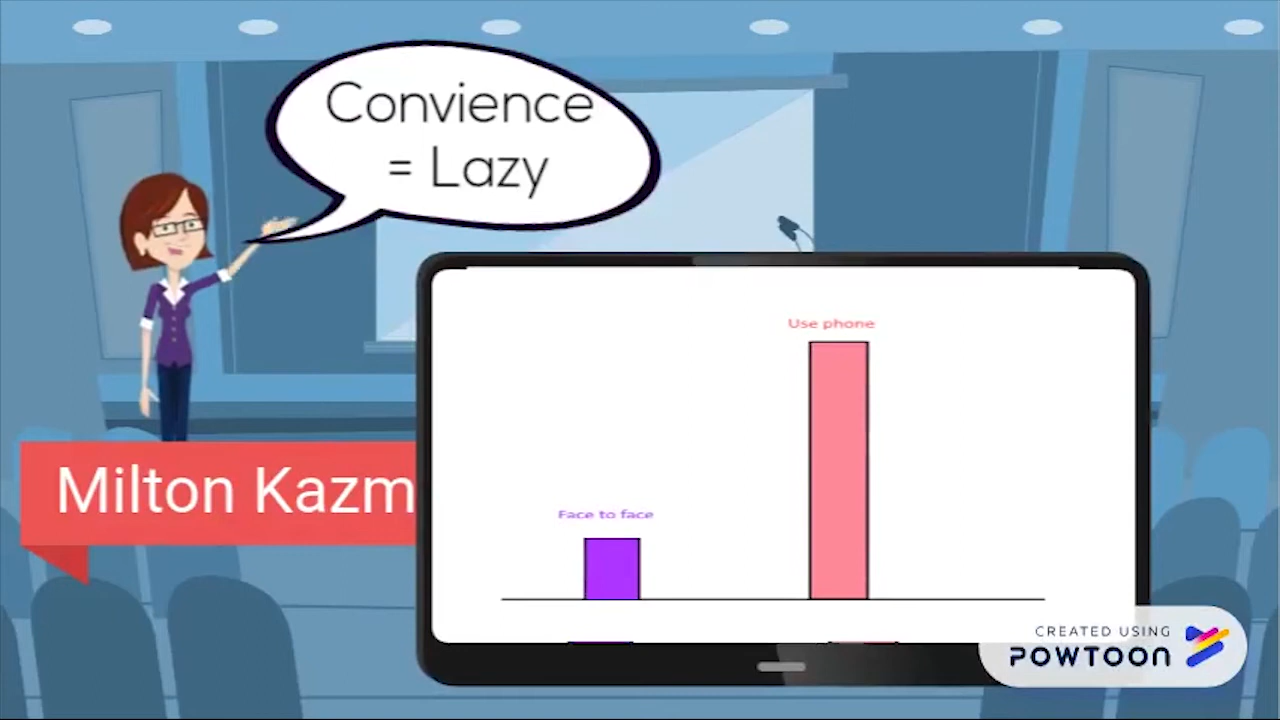 Convience
= Lazy
Use phone
Milton Kazm
Face to face
CREATED USING
POWTOON